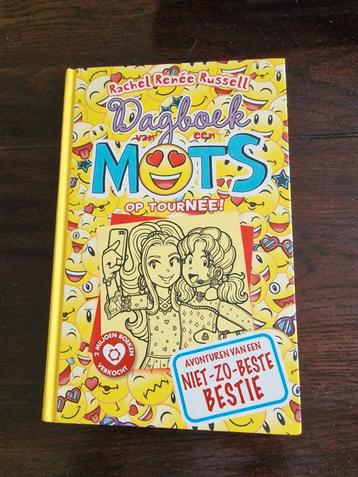 Rachel Renée Russell
Dagboek
van een
MUTS
OP TOURNEE!
2 MILJOEN BOEKEN
VERKOCHT
AVONTUREN VAN EEN
NIET-ZO-BESTE
BESTIE